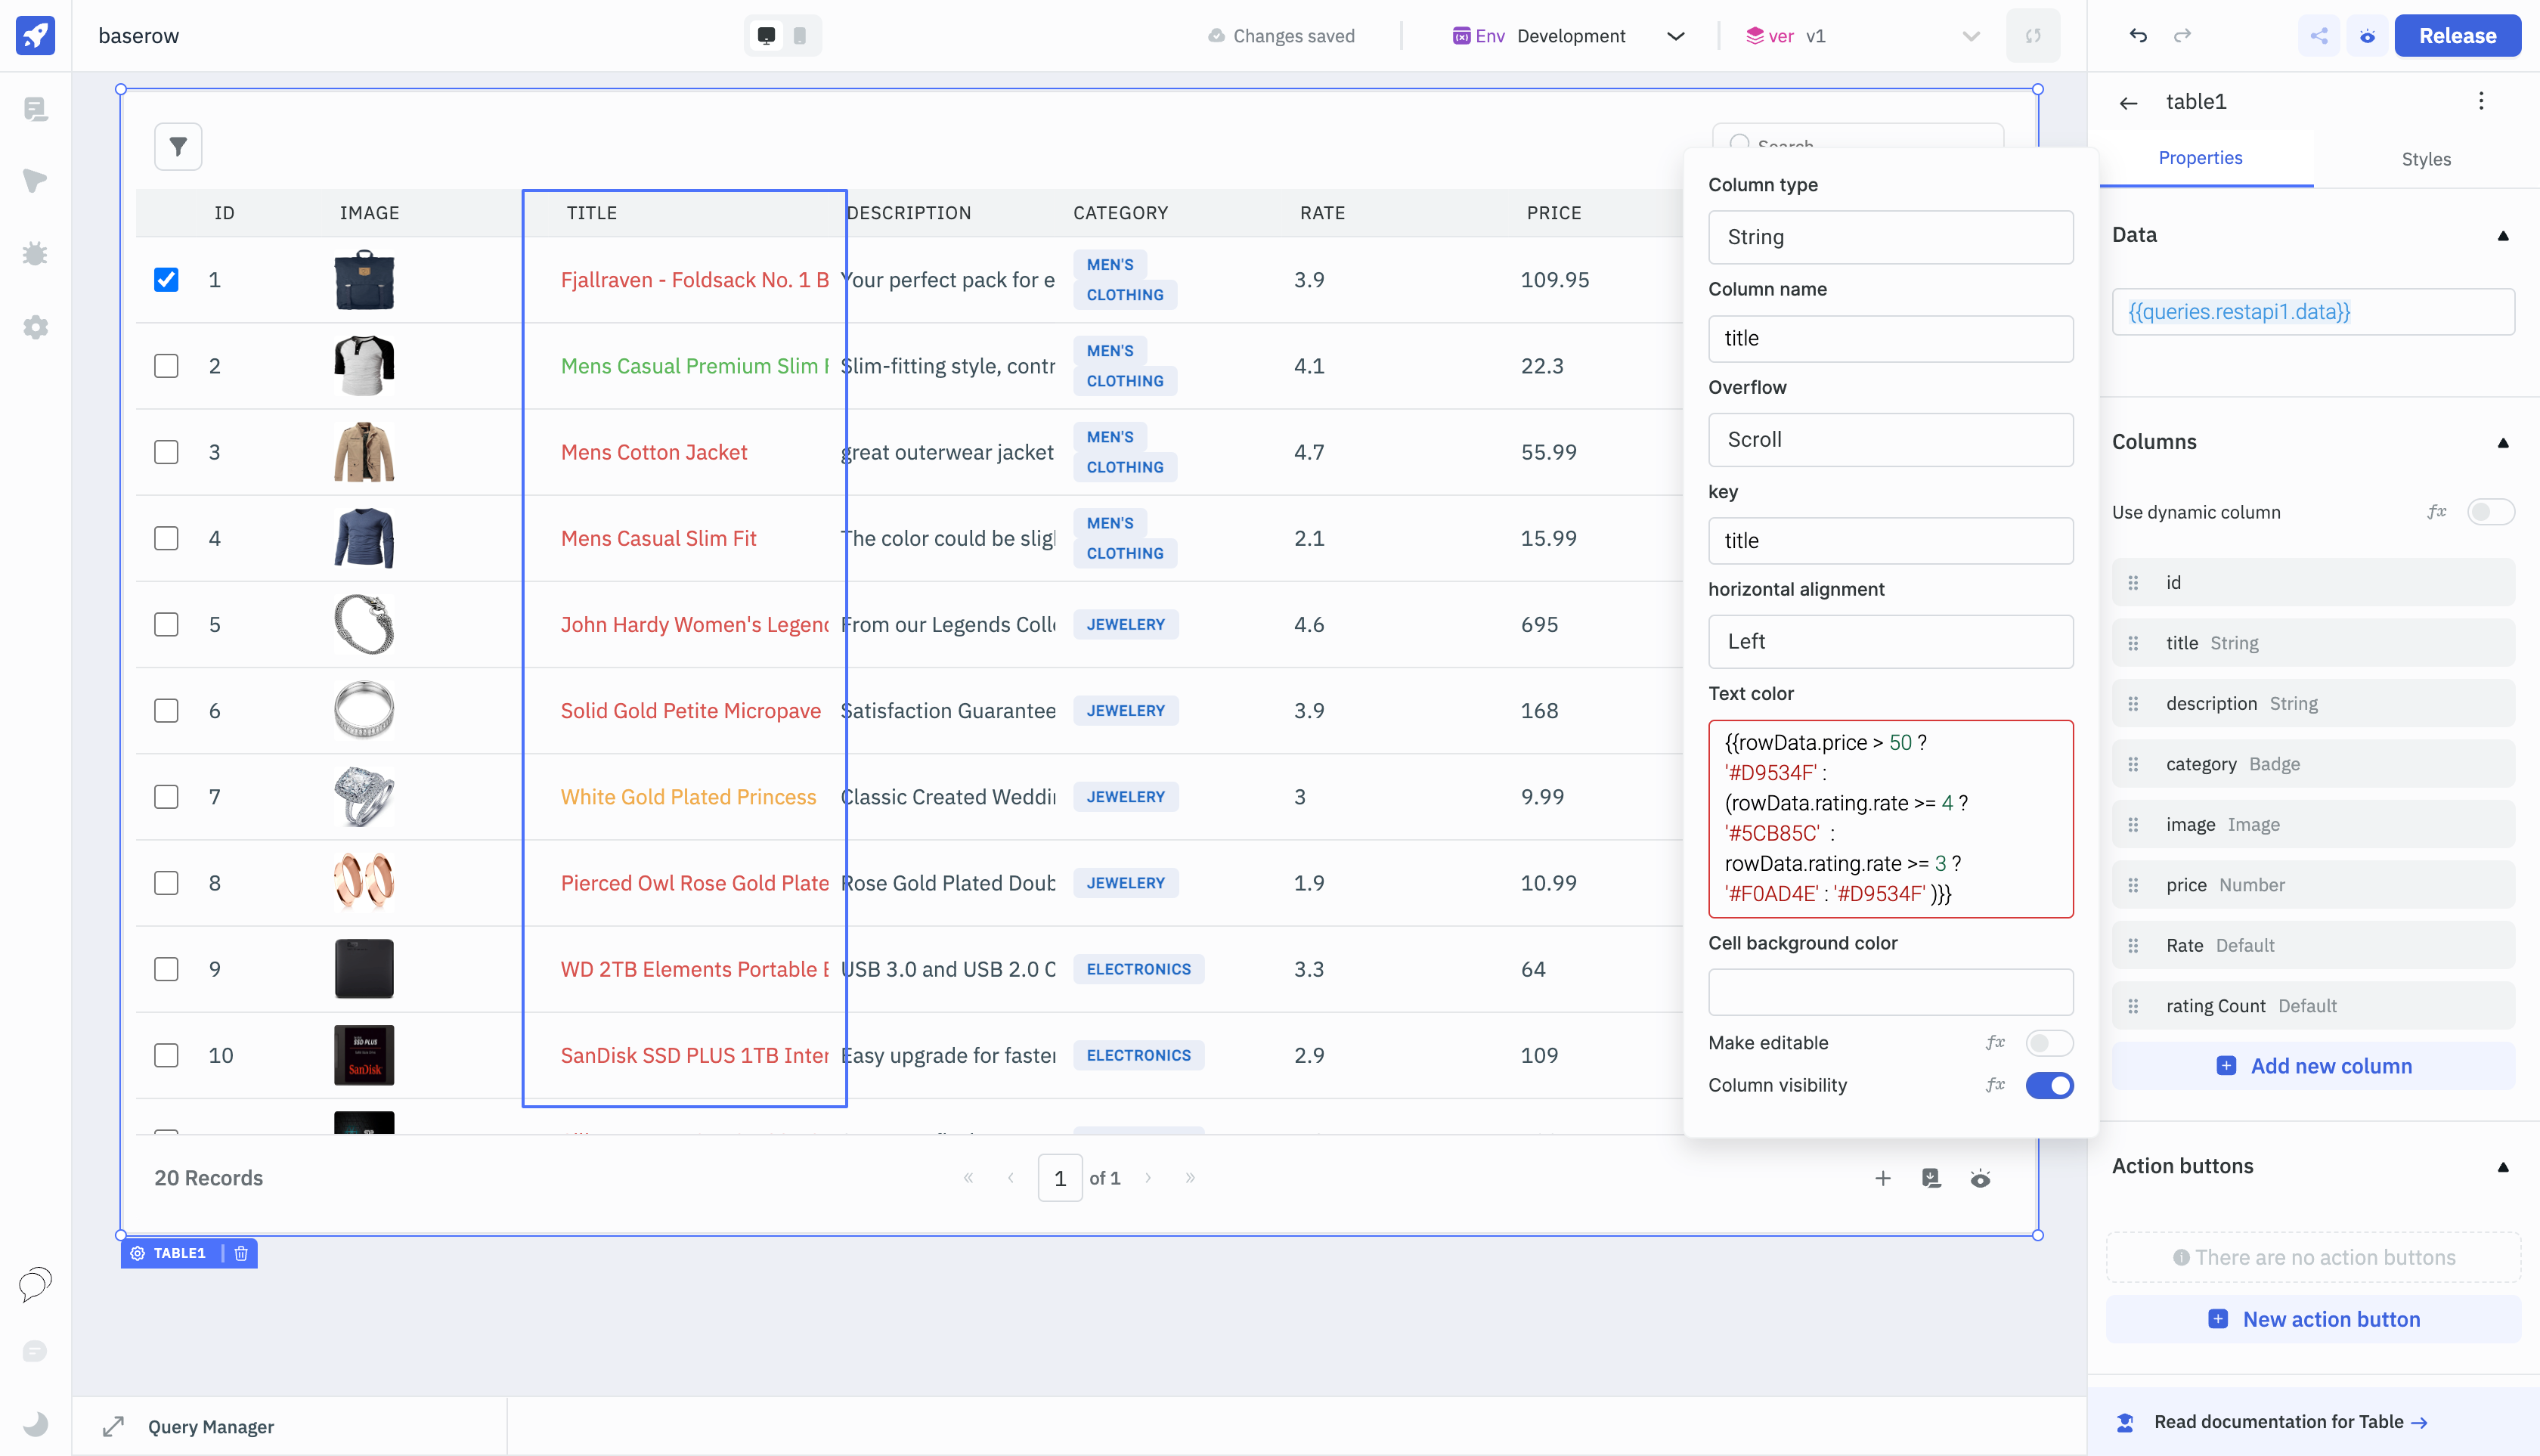 baserow
Changes saved
Env Development
ver v1
Release
table1
Properties
Styles
Data
{{queries.restapi1.data}}
Columns
Use dynamic column fx
id
title String
description String
category Badge
image Image
price Number
Rate Default
rating Count Default
Add new column
Action buttons
There are no action buttons
New action button
Read documentation for Table →
Search
Column type
String
Column name
title
Overflow
Scroll
key
title
horizontal alignment
Left
Text color
{{rowData.price > 50 ?
'#D9534F' :
(rowData.rating.rate >= 4 ?
'#5CB85C' :
rowData.rating.rate >= 3 ?
'#F0AD4E' : '#D9534F' )}}
Cell background color
Make editable fx
Column visibility fx
ID IMAGE TITLE DESCRIPTION CATEGORY RATE PRICE
1 Fjallraven - Foldsack No. 1 B Your perfect pack for e MEN'S CLOTHING 3.9 109.95
2 Mens Casual Premium Slim F Slim-fitting style, contr MEN'S CLOTHING 4.1 22.3
3 Mens Cotton Jacket great outerwear jacket MEN'S CLOTHING 4.7 55.99
4 Mens Casual Slim Fit The color could be sligh MEN'S CLOTHING 2.1 15.99
5 John Hardy Women's Legend From our Legends Colle JEWELERY 4.6 695
6 Solid Gold Petite Micropave Satisfaction Guarantee JEWELERY 3.9 168
7 White Gold Plated Princess Classic Created Weddin JEWELERY 3 9.99
8 Pierced Owl Rose Gold Plate Rose Gold Plated Doub JEWELERY 1.9 10.99
9 WD 2TB Elements Portable E USB 3.0 and USB 2.0 C ELECTRONICS 3.3 64
10 SSD PLUS SanDisk SanDisk SSD PLUS 1TB Inter Easy upgrade for faster ELECTRONICS 2.9 109
20 Records
« ‹ 1 of 1 › »
TABLE1
Query Manager